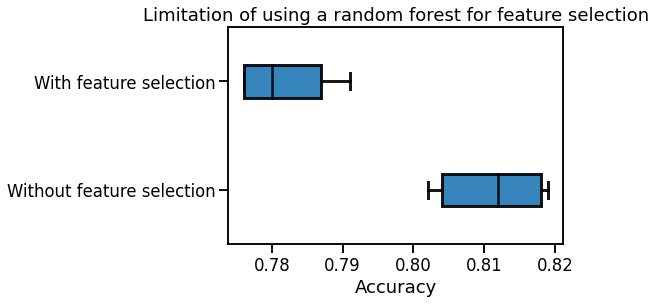 Limitation of using a random forest for feature selection
With feature selection
Without feature selection
0.78 0.79 0.80 0.81 0.82
Accuracy